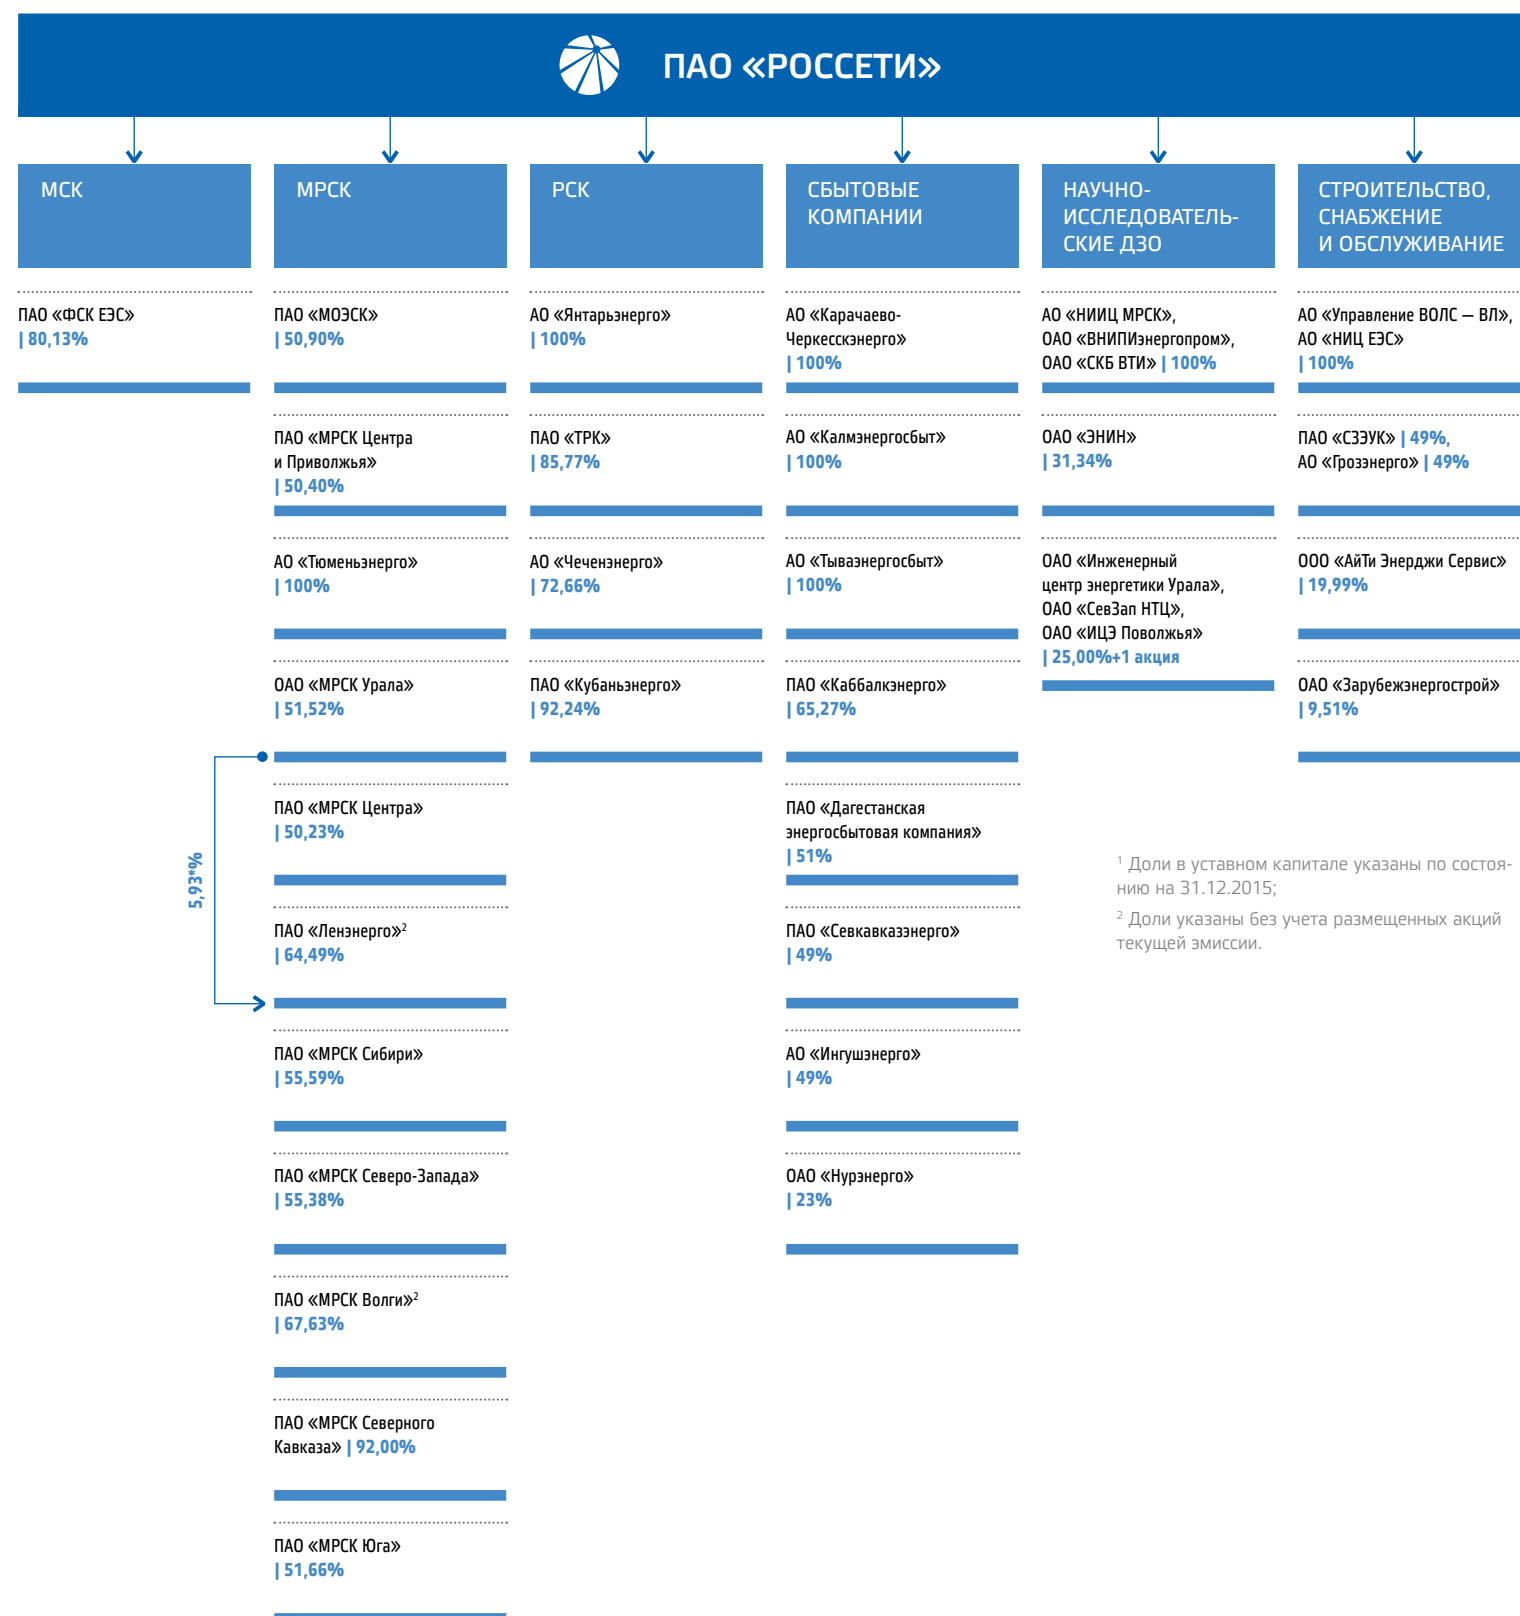 ПАО «РОССЕТИ»
МСК
ПАО «ФСК ЕЭС»
| 80,13%
МРСК
ПАО «МОЭСК»
| 50,90%
ПАО «МРСК Центра
и Приволжья»
| 50,40%
АО «Тюменьэнерго»
| 100%
ОАО «МРСК Урала»
| 51,52%
5,93*%
ПАО «МРСК Центра»
| 50,23%
ПАО «Ленэнерго»²
| 64,49%
ПАО «МРСК Сибири»
| 55,59%
ПАО «МРСК Северо-Запада»
| 55,38%
ПАО «МРСК Волги»²
| 67,63%
ПАО «МРСК Северного
Кавказа» | 92,00%
ПАО «МРСК Юга»
| 51,66%
РСК
АО «Янтарьэнерго»
| 100%
ПАО «ТРК»
| 85,77%
АО «Чеченэнерго»
| 72,66%
ПАО «Кубаньэнерго»
| 92,24%
СБЫТОВЫЕ
КОМПАНИИ
АО «Карачаево-
Черкесскэнерго»
| 100%
АО «Калмэнергосбыт»
| 100%
АО «Тываэнергосбыт»
| 100%
ПАО «Каббалкэнерго»
| 65,27%
ПАО «Дагестанская
энергосбытовая компания»
| 51%
ПАО «Севкавказэнерго»
| 49%
АО «Ингушэнерго»
| 49%
ОАО «Нурэнерго»
| 23%
НАУЧНО-
ИССЛЕДОВАТЕЛЬ-
СКИЕ ДЗО
АО «НИИЦ МРСК»,
ОАО «ВНИПИэнергопром»,
ОАО «СКБ ВТИ» | 100%
ОАО «ЭНИН»
| 31,34%
ОАО «Инженерный
центр энергетики Урала»,
ОАО «СевЗап НТЦ»,
ОАО «ИЦЭ Поволжья»
| 25,00%+1 акция
СТРОИТЕЛЬСТВО,
СНАБЖЕНИЕ
И ОБСЛУЖИВАНИЕ
АО «Управление ВОЛС — ВЛ»,
АО «НИЦ ЕЭС»
| 100%
ПАО «СЗЭУК» | 49%,
АО «Грозэнерго» | 49%
ООО «АйТи Энерджи Сервис»
| 19,99%
ОАО «Зарубежэнергострой»
| 9,51%
¹ Доли в уставном капитале указаны по состоя-
нию на 31.12.2015;
² Доли указаны без учета размещенных акций
текущей эмиссии.